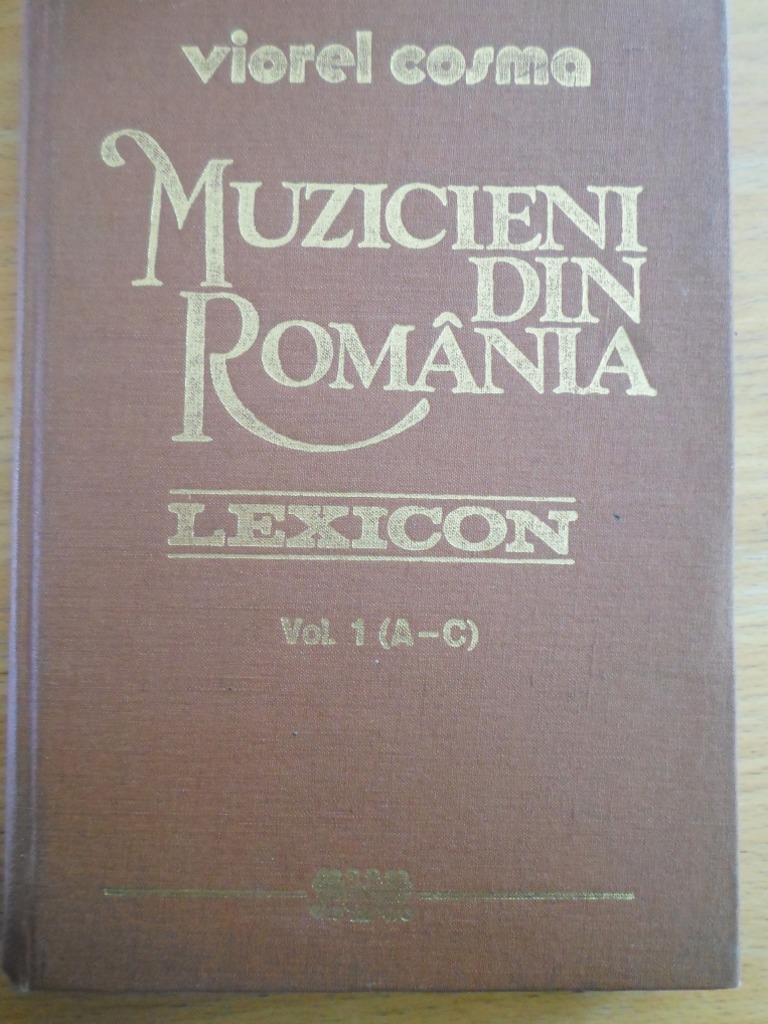 viorel cosma
MUZICIENI
DIN
ROMÂNIA
LEXICON
Vol. 1 (A-C)